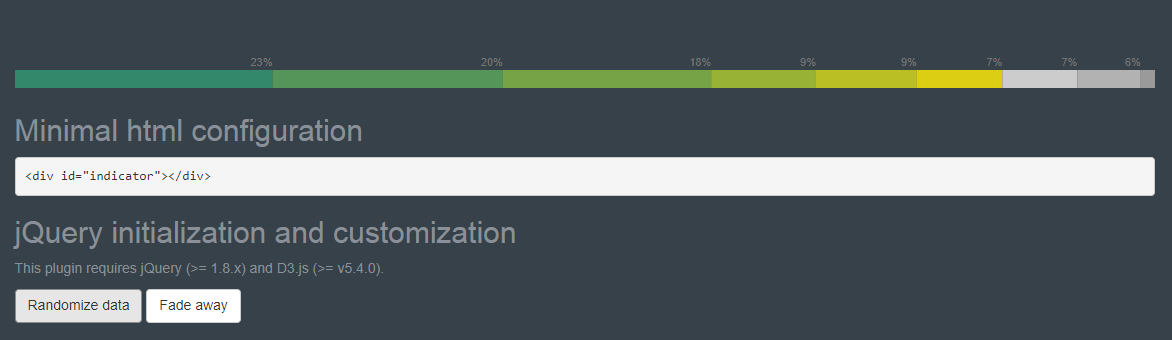 23% 20% 18% 9% 9% 7% 7% 6%
Minimal html configuration
<div id="indicator"></div>
jQuery initialization and customization
This plugin requires jQuery (>= 1.8.x) and D3.js (>= v5.4.0).
Randomize data Fade away